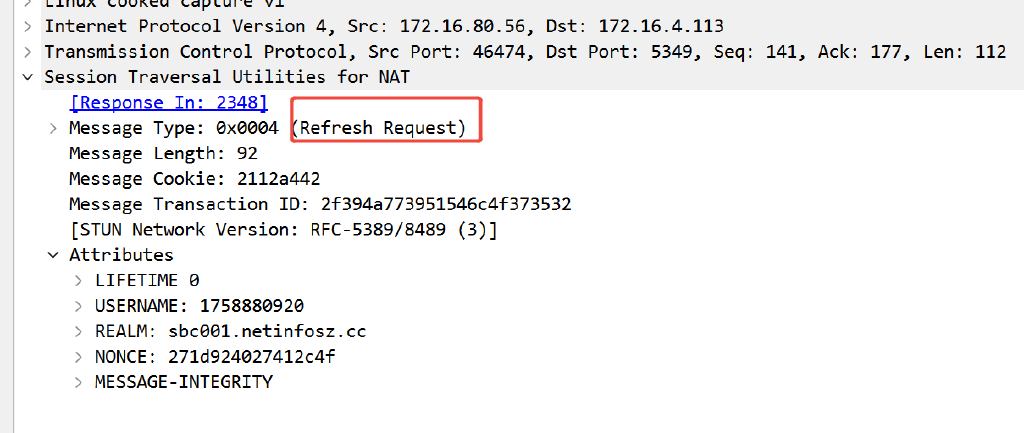 Linux cooked capture v1
Internet Protocol Version 4, Src: 172.16.80.56, Dst: 172.16.4.113
Transmission Control Protocol, Src Port: 46474, Dst Port: 5349, Seq: 141, Ack: 177, Len: 112
Session Traversal Utilities for NAT
[Response In: 2348]
Message Type: 0x0004 (Refresh Request)
Message Length: 92
Message Cookie: 2112a442
Message Transaction ID: 2f394a773951546c4f373532
[STUN Network Version: RFC-5389/8489 (3)]
Attributes
LIFETIME 0
USERNAME: 1758880920
REALM: sbc001.netinfosz.cc
NONCE: 271d924027412c4f
MESSAGE-INTEGRITY